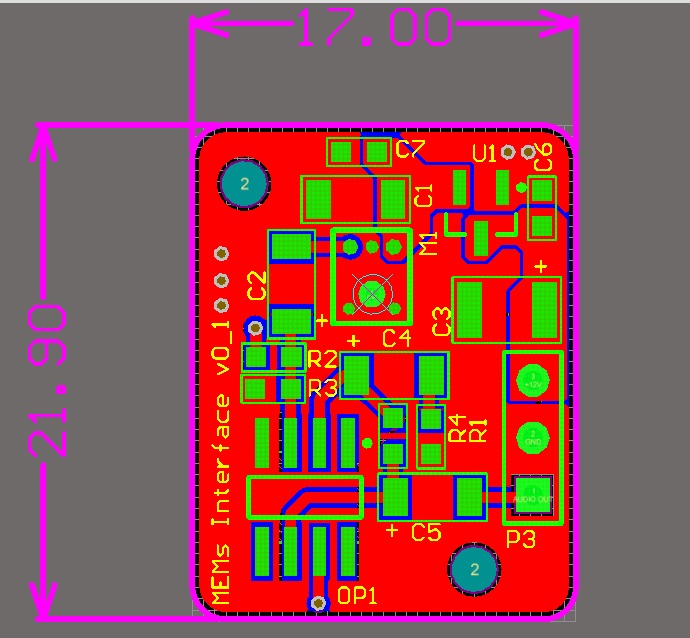 17.00
C7
U1
C6
2
C1
M1
C2
+
+
C3
21.90
+
C4
R2
R3
3
+12V
R4
R1
2
GND
1
AUDIO OUT
MEMs Interface v0_1
+
C5
P3
2
OP1